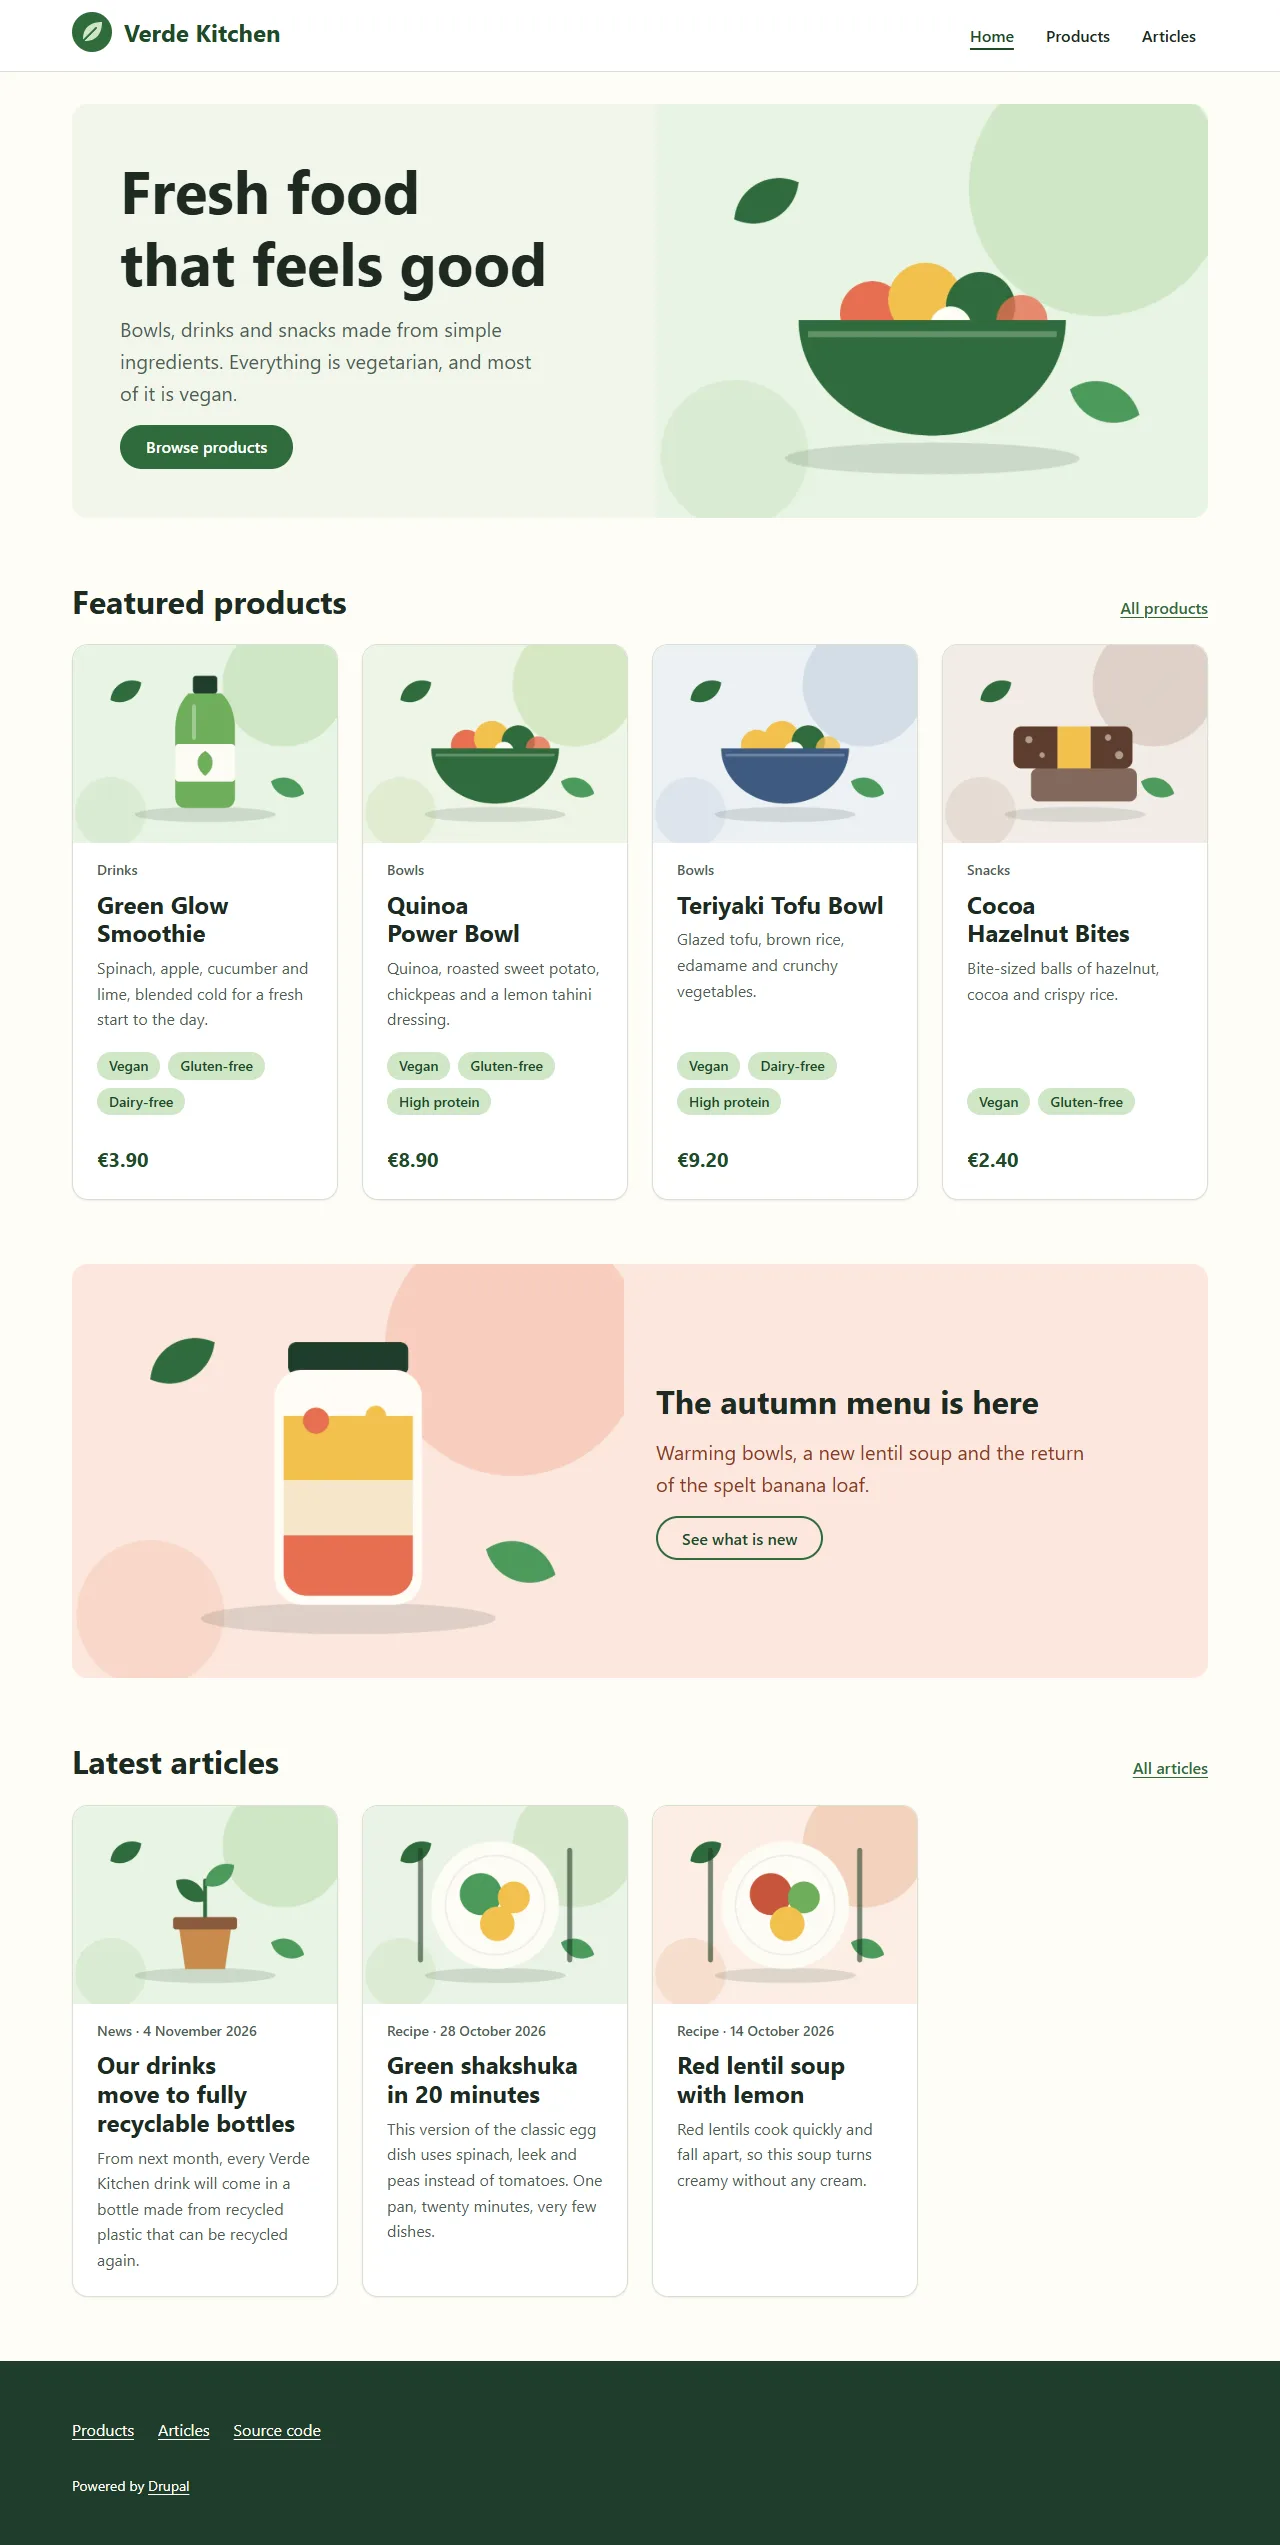 Verde Kitchen
Home Products Articles
Fresh food
that feels good
Bowls, drinks and snacks made from simple
ingredients. Everything is vegetarian, and most
of it is vegan.
Browse products
Featured products
All products
Drinks
Green Glow
Smoothie
Spinach, apple, cucumber and
lime, blended cold for a fresh
start to the day.
Vegan Gluten-free
Dairy-free
€3.90
Bowls
Quinoa
Power Bowl
Quinoa, roasted sweet potato,
chickpeas and a lemon tahini
dressing.
Vegan Gluten-free
High protein
€8.90
Bowls
Teriyaki Tofu Bowl
Glazed tofu, brown rice,
edamame and crunchy
vegetables.
Vegan Dairy-free
High protein
€9.20
Snacks
Cocoa
Hazelnut Bites
Bite-sized balls of hazelnut,
cocoa and crispy rice.
Vegan Gluten-free
€2.40
The autumn menu is here
Warming bowls, a new lentil soup and the return
of the spelt banana loaf.
See what is new
Latest articles
All articles
News · 4 November 2026
Our drinks
move to fully
recyclable bottles
From next month, every Verde
Kitchen drink will come in a
bottle made from recycled
plastic that can be recycled
again.
Recipe · 28 October 2026
Green shakshuka
in 20 minutes
This version of the classic egg
dish uses spinach, leek and
peas instead of tomatoes. One
pan, twenty minutes, very few
dishes.
Recipe · 14 October 2026
Red lentil soup
with lemon
Red lentils cook quickly and
fall apart, so this soup turns
creamy without any cream.
Products Articles Source code
Powered by Drupal